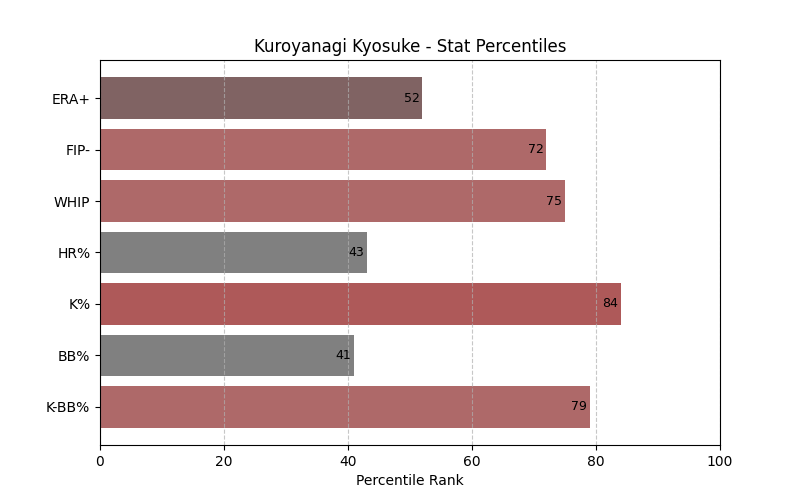 Kuroyanagi Kyosuke - Stat Percentiles
ERA+ 52
FIP- 72
WHIP 75
HR% 43
K% 84
BB% 41
K-BB% 79
0 20 40 60 80 100
Percentile Rank